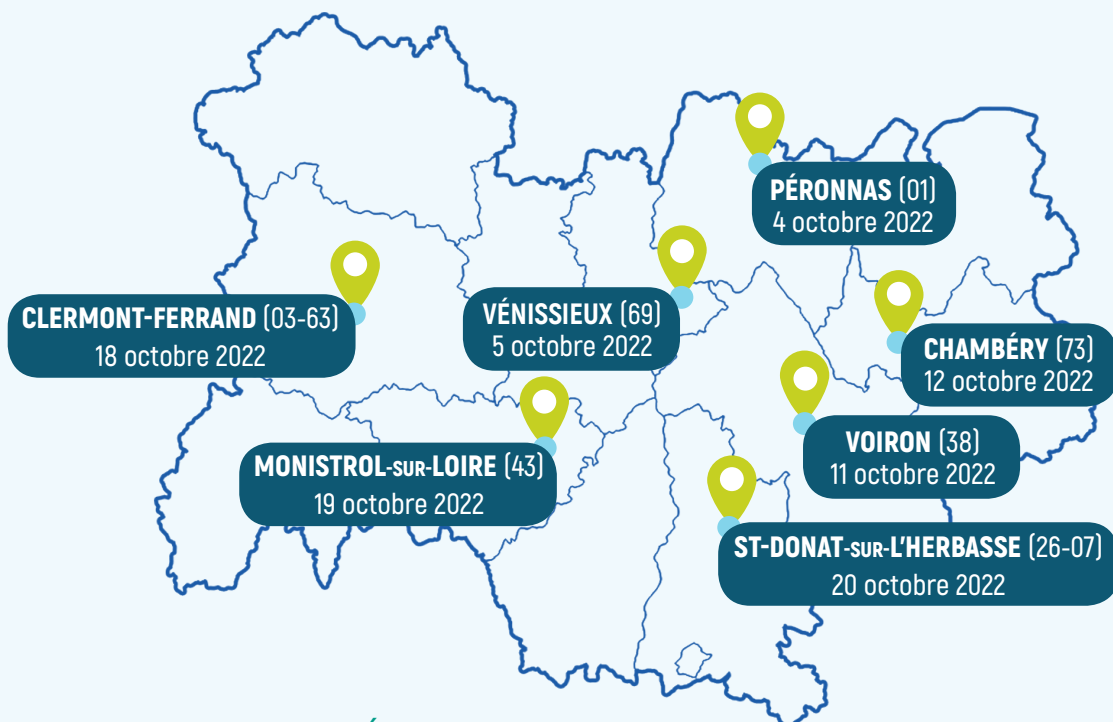 PÉRONNAS (01)
4 octobre 2022
CLERMONT-FERRAND (03-63)
18 octobre 2022
VÉNISSIEUX (69)
5 octobre 2022
CHAMBÉRY (73)
12 octobre 2022
VOIRON (38)
11 octobre 2022
MONISTROL-SUR-LOIRE (43)
19 octobre 2022
ST-DONAT-SUR-L'HERBASSE (26-07)
20 octobre 2022